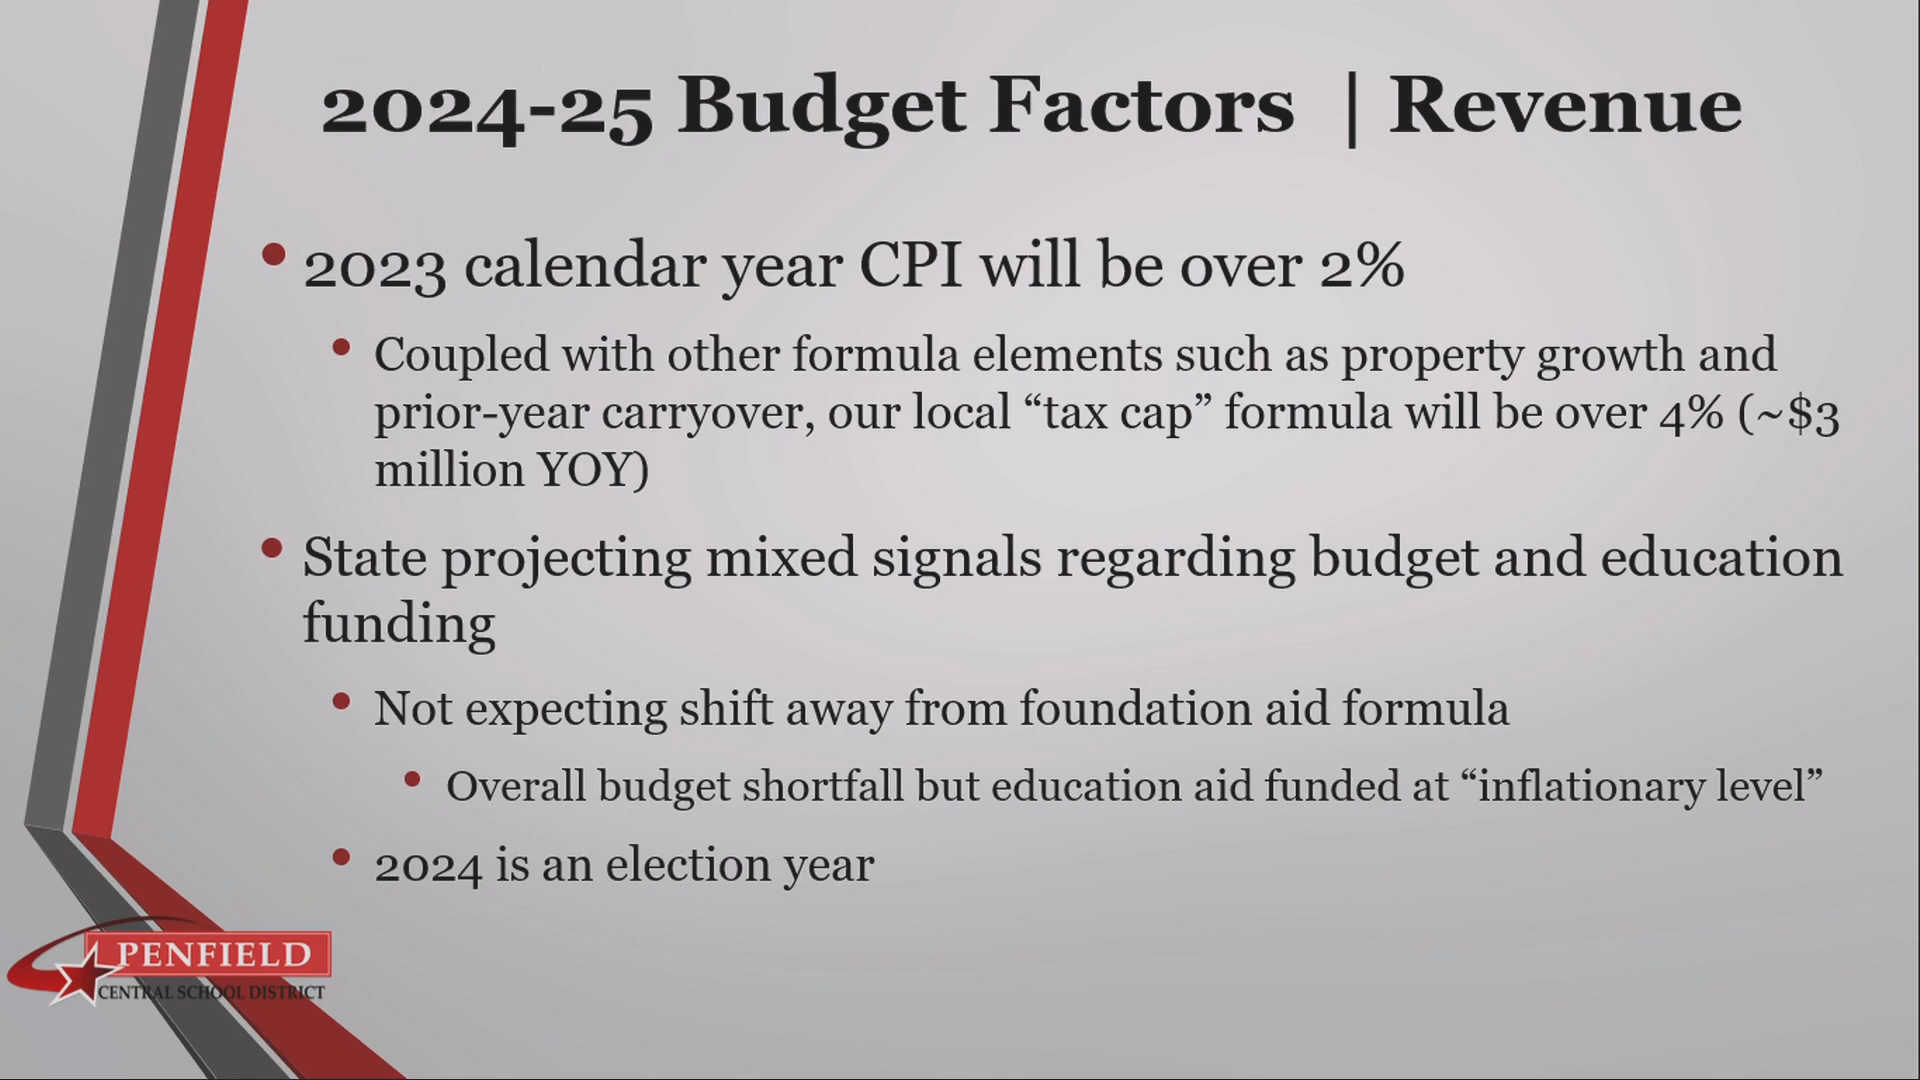 2024-25 Budget Factors | Revenue
• 2023 calendar year CPI will be over 2%
• Coupled with other formula elements such as property growth and
prior-year carryover, our local “tax cap” formula will be over 4% (~$3
million YOY)
• State projecting mixed signals regarding budget and education
funding
• Not expecting shift away from foundation aid formula
• Overall budget shortfall but education aid funded at “inflationary level”
• 2024 is an election year
PENFIELD
CENTRAL SCHOOL DISTRICT